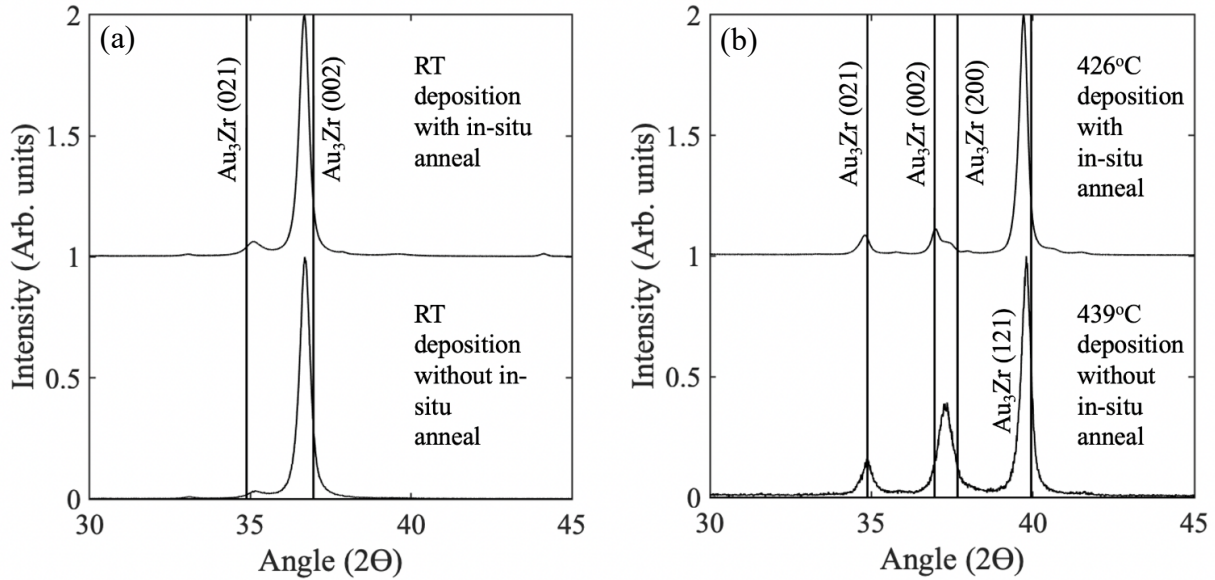 (a)
Intensity (Arb. units)
2
1.5
1
0.5
0
Au₃Zr (021)
Au₃Zr (002)
RT
deposition
with in-situ
anneal
RT
deposition
without in-
situ
anneal
30
35
40
45
Angle (2Θ)
(b)
Intensity (Arb. units)
2
1.5
1
0.5
0
Au₃Zr (021)
Au₃Zr (002)
Au₃Zr (200)
Au₃Zr (121)
426°C
deposition
with
in-situ
anneal
439°C
deposition
without
in-situ
anneal
30
35
40
45
Angle (2Θ)